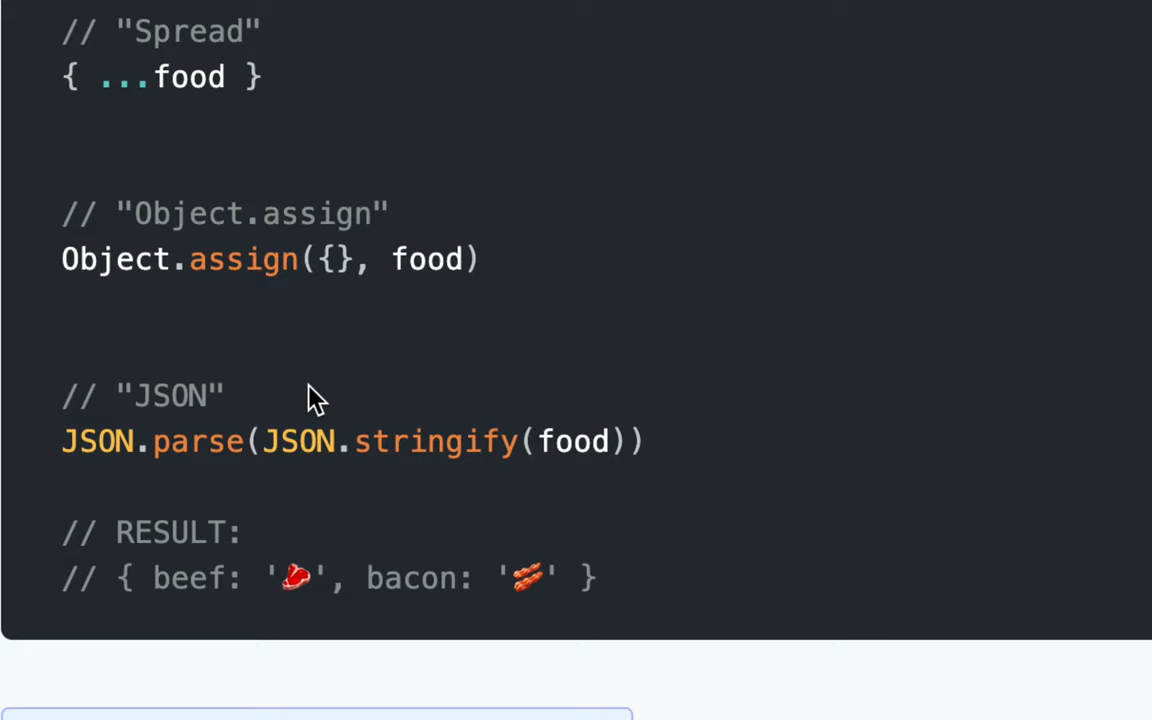 // "Spread"
{ ...food }
// "Object.assign"
Object.assign({}, food)
// "JSON"
JSON.parse(JSON.stringify(food))
// RESULT:
// { beef: '🥩', bacon: '🥓' }